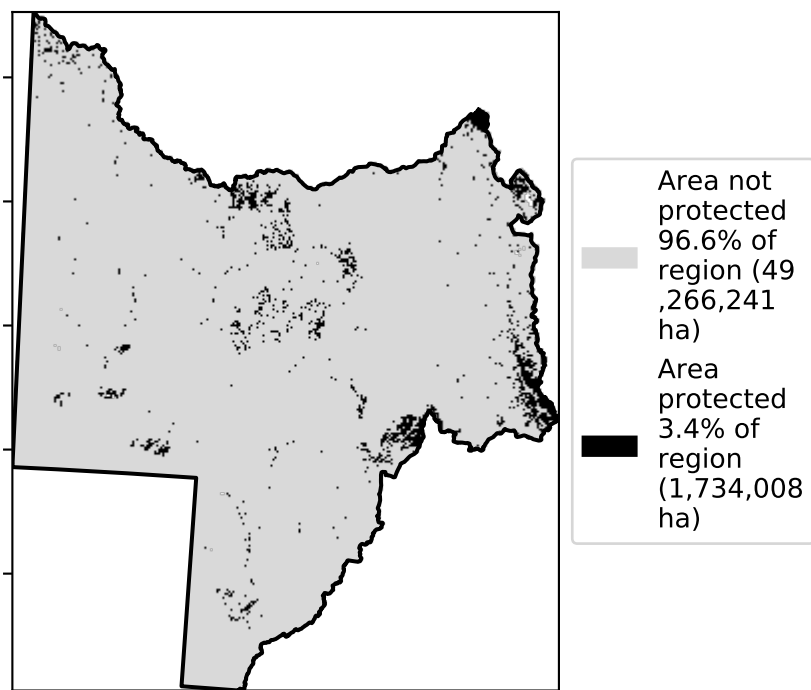 Area not
protected
96.6% of
region (49
,266,241
ha)
Area
protected
3.4% of
region
(1,734,008
ha)